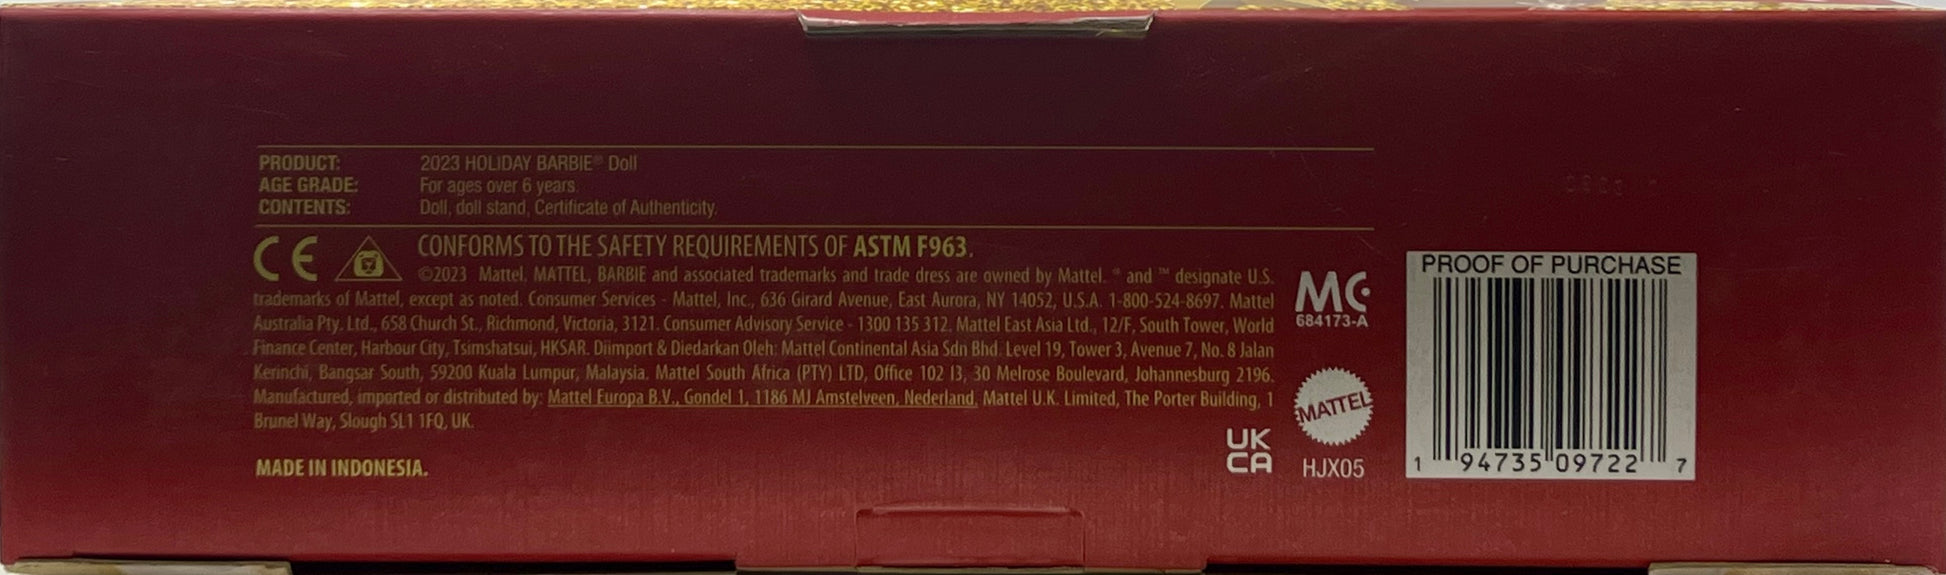 PRODUCT: 2023 HOLIDAY BARBIE® Doll
AGE GRADE: For ages over 6 years.
CONTENTS: Doll, doll stand, Certificate of Authenticity.
CE CONFORMS TO THE SAFETY REQUIREMENTS OF ASTM F963.
©2023 Mattel. MATTEL, BARBIE and associated trademarks and trade dress are owned by Mattel. ® and ™ designate U.S.
trademarks of Mattel, except as noted. Consumer Services - Mattel, Inc., 636 Girard Avenue, East Aurora, NY 14052, U.S.A. 1-800-524-8697. Mattel
Australia Pty. Ltd., 658 Church St., Richmond, Victoria, 3121. Consumer Advisory Service - 1300 135 312. Mattel East Asia Ltd., 12/F, South Tower, World
Finance Center, Harbour City, Tsimshatsui, HKSAR. Diimport & Diedarkan Oleh: Mattel Continental Asia Sdn Bhd. Level 19, Tower 3, Avenue 7, No. 8 Jalan
Kerinchi, Bangsar South, 59200 Kuala Lumpur, Malaysia. Mattel South Africa (PTY) LTD, Office 102 I3, 30 Melrose Boulevard, Johannesburg 2196.
Manufactured, imported or distributed by: Mattel Europa B.V., Gondel 1, 1186 MJ Amstelveen, Nederland. Mattel U.K. Limited, The Porter Building, 1
Brunel Way, Slough SL1 1FQ, UK.
MADE IN INDONESIA.
MC
684173-A
MATTEL
UK
CA
HJX05
PROOF OF PURCHASE
1 94735 09722 7